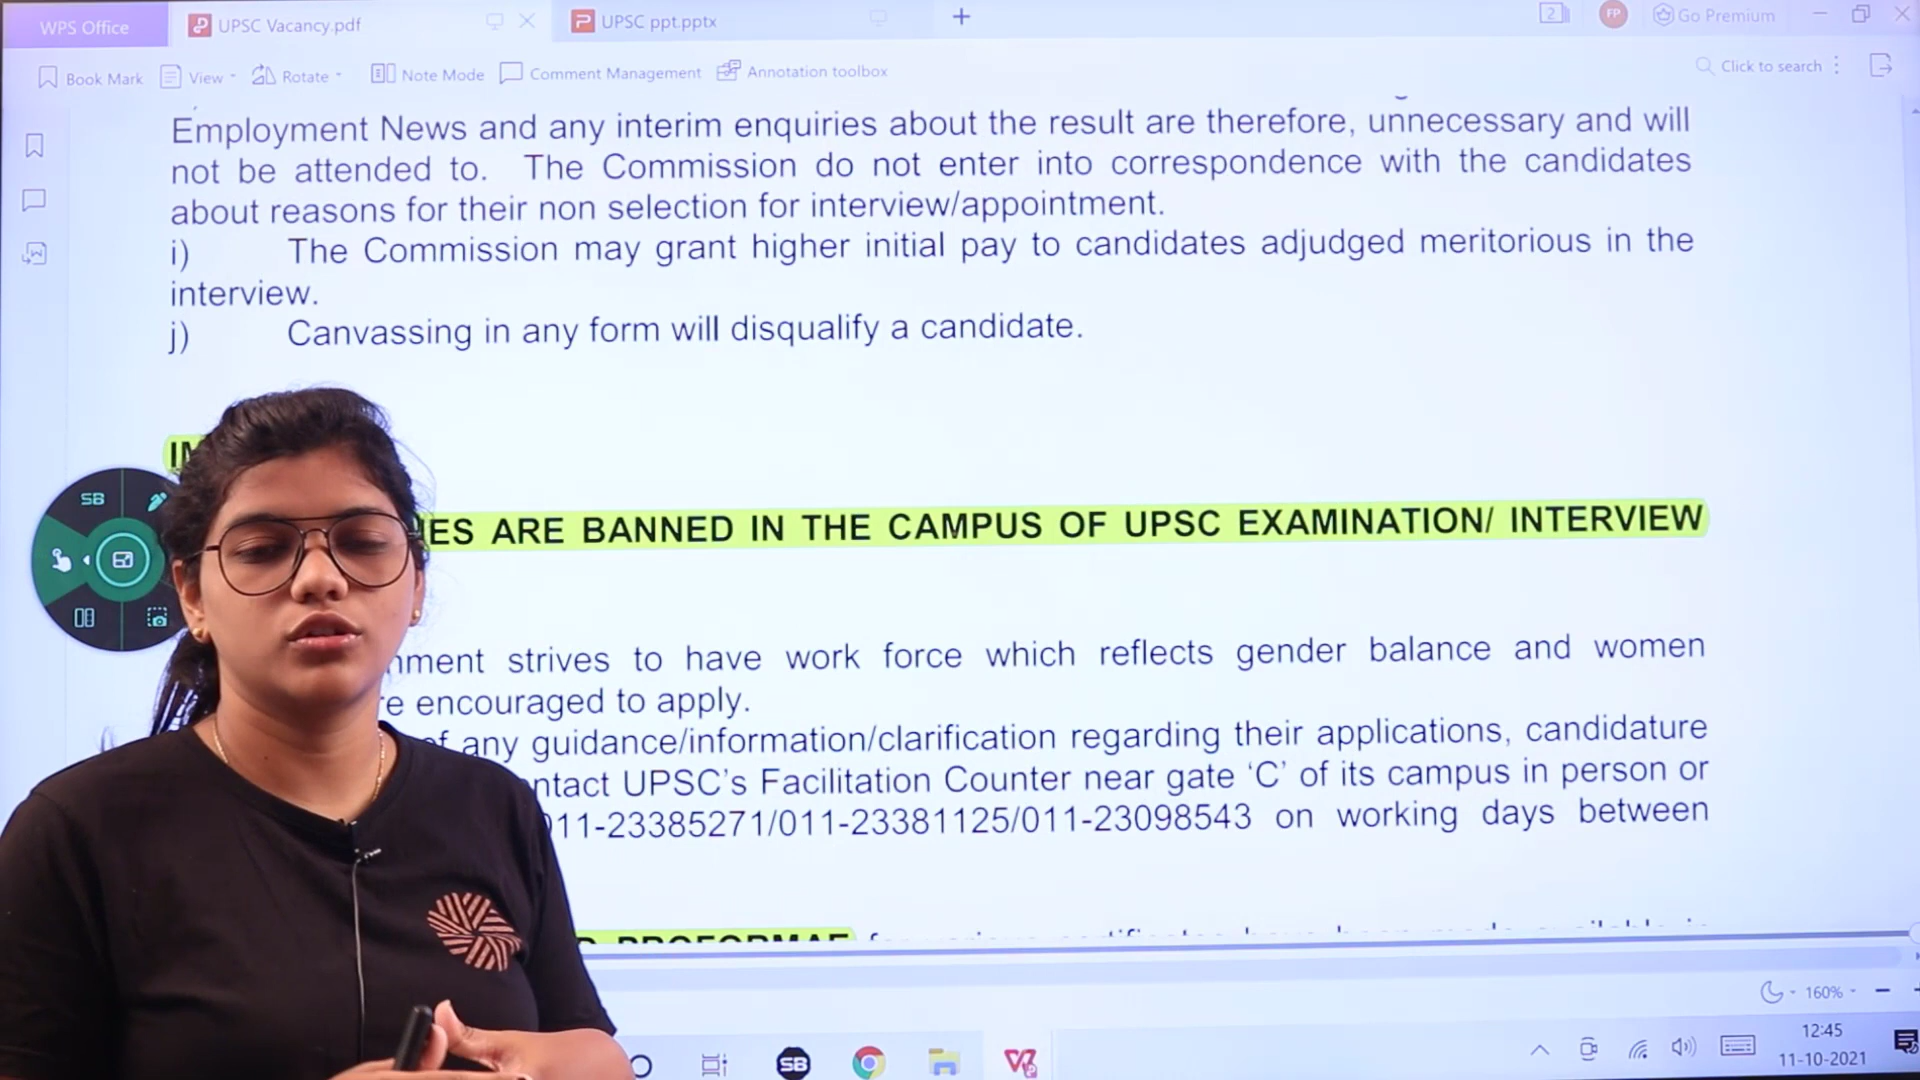 WPS Office
UPSC Vacancy.pdf
UPSC ppt.pptx
2
FP
Go Premium
Book Mark
View
Rotate
Note Mode
Comment Management
Annotation toolbox
Click to search
Employment News and any interim enquiries about the result are therefore, unnecessary and will
not be attended to. The Commission do not enter into correspondence with the candidates
about reasons for their non selection for interview/appointment.
i) The Commission may grant higher initial pay to candidates adjudged meritorious in the
interview.
j) Canvassing in any form will disqualify a candidate.
SB
ARE BANNED IN THE CAMPUS OF UPSC EXAMINATION/ INTERVIEW
strives to have work force which reflects gender balance and women
encouraged to apply.
any guidance/information/clarification regarding their applications, candidature
UPSC's Facilitation Counter near gate 'C' of its campus in person or
011-23385271/011-23381125/011-23098543 on working days between
160%
SB
12:45
11-10-2021